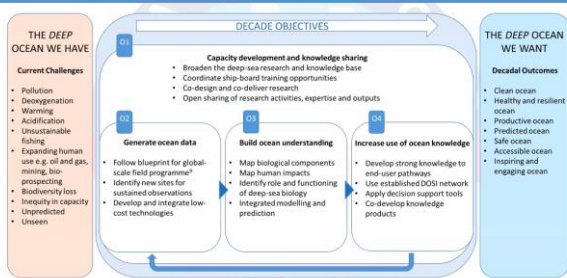 THE DEEP
OCEAN WE HAVE
Current Challenges
• Pollution
• Deoxygenation
• Warming
• Acidification
• Unsustainable
fishing
• Expanding human
use e.g. oil and gas,
mining, bio-
prospecting
• Biodiversity loss
• Inequity in capacity
• Unpredicted
• Unseen
DECADE OBJECTIVES
O1
Capacity development and knowledge sharing
• Broaden the deep-sea research and knowledge base
• Coordinate ship-board training opportunities
• Co-design and co-deliver research
• Open sharing of research activities, expertise and outputs
O2
Generate ocean data
• Follow blueprint for global-
scale field programme
• Identify new sites for
sustained observations
• Develop and integrate low-
cost technologies
O3
Build ocean understanding
• Map biological components
• Map human impacts
• Identify role and functioning
of deep-sea biology
• Integrated modelling and
prediction
O4
Increase use of ocean knowledge
• Develop strong knowledge to
end-user pathways
• Use established DOSI network
• Apply decision support tools
• Co-develop knowledge
products
THE DEEP OCEAN
WE WANT
Decadal Outcomes
• Clean ocean
• Healthy and resilient
ocean
• Productive ocean
• Predicted ocean
• Safe ocean
• Accessible ocean
• Inspiring and
engaging ocean